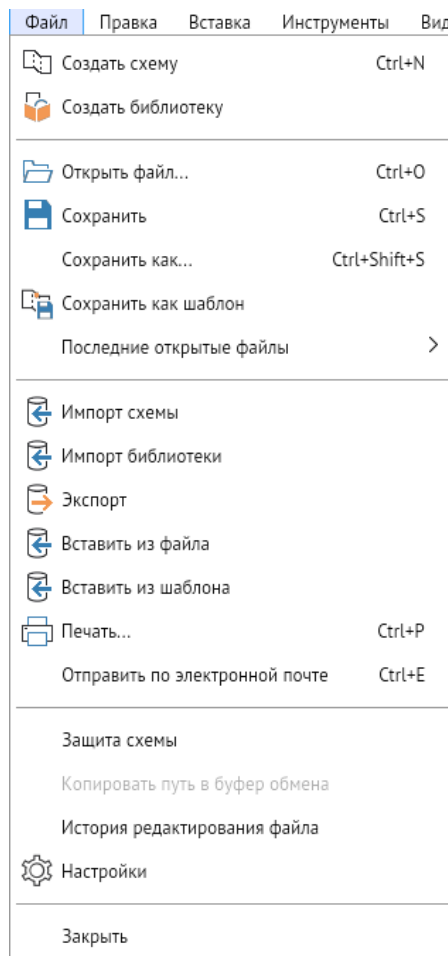 Файл Правка Вставка Инструменты Вид
Создать схему Ctrl+N
Создать библиотеку
Открыть файл... Ctrl+O
Сохранить Ctrl+S
Сохранить как... Ctrl+Shift+S
Сохранить как шаблон
Последние открытые файлы
Импорт схемы
Импорт библиотеки
Экспорт
Вставить из файла
Вставить из шаблона
Печать... Ctrl+P
Отправить по электронной почте Ctrl+E
Защита схемы
Копировать путь в буфер обмена
История редактирования файла
Настройки
Закрыть